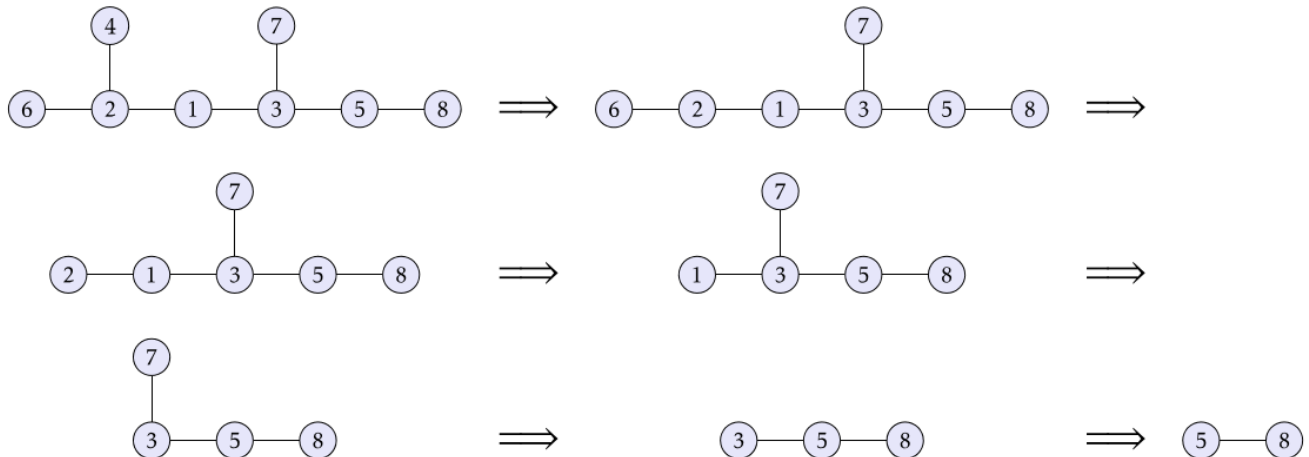 4 7 7
6 2 1 3 5 8 ⟹ 6 2 1 3 5 8 ⟹
7 7
2 1 3 5 8 ⟹ 1 3 5 8 ⟹
7
3 5 8 ⟹ 3 5 8 ⟹ 5 8